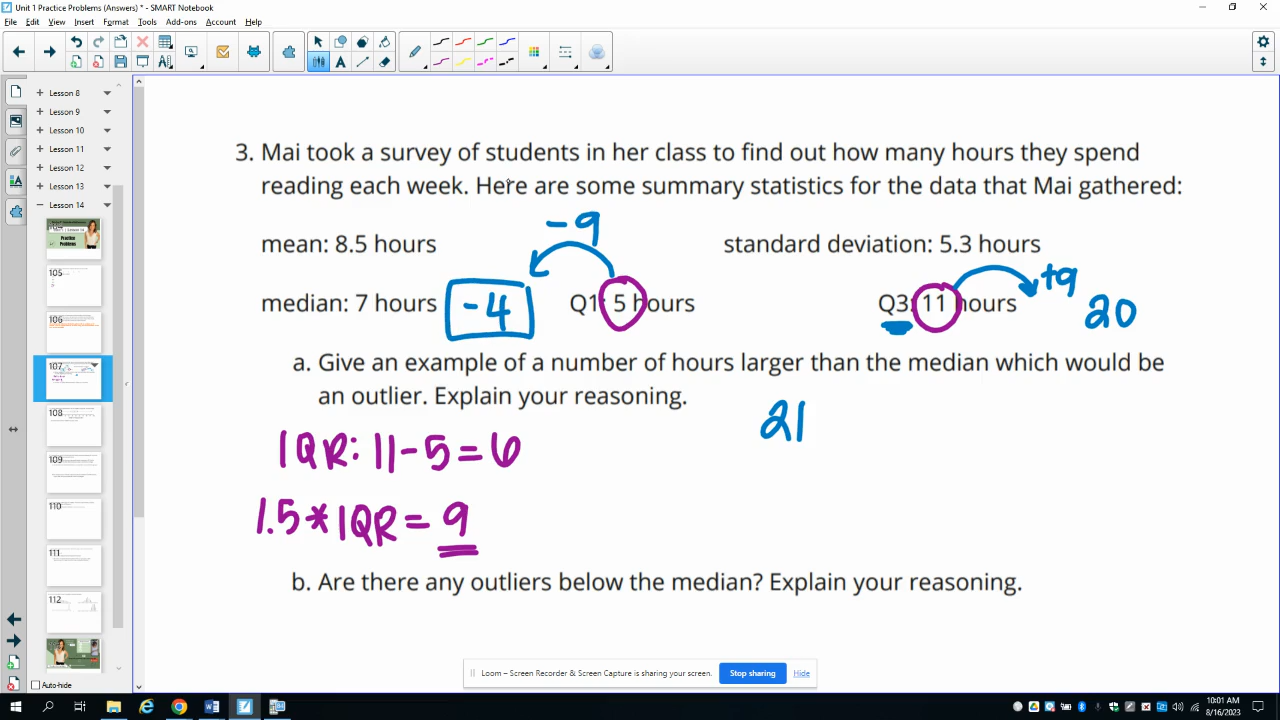 Unit 1 Practice Problems (Answers) * - SMART Notebook
File Edit View Insert Format Tools Add-ons Account Help
Lesson 8
Lesson 9
Lesson 10
Lesson 11
Lesson 12
Lesson 13
Lesson 14
Practice
Problems
105
106
107
108
109
110
111
112
Auto-hide
3. Mai took a survey of students in her class to find out how many hours they spend
reading each week. Here are some summary statistics for the data that Mai gathered:
-9
mean: 8.5 hours standard deviation: 5.3 hours
+9
median: 7 hours -4 Q1: 5 hours Q3: 11 hours 20
a. Give an example of a number of hours larger than the median which would be
an outlier. Explain your reasoning.
21
IQR: 11-5=6
1.5*IQR= 9
b. Are there any outliers below the median? Explain your reasoning.
Loom – Screen Recorder & Screen Capture is sharing your screen. Stop sharing Hide
10:01 AM
8/16/2023